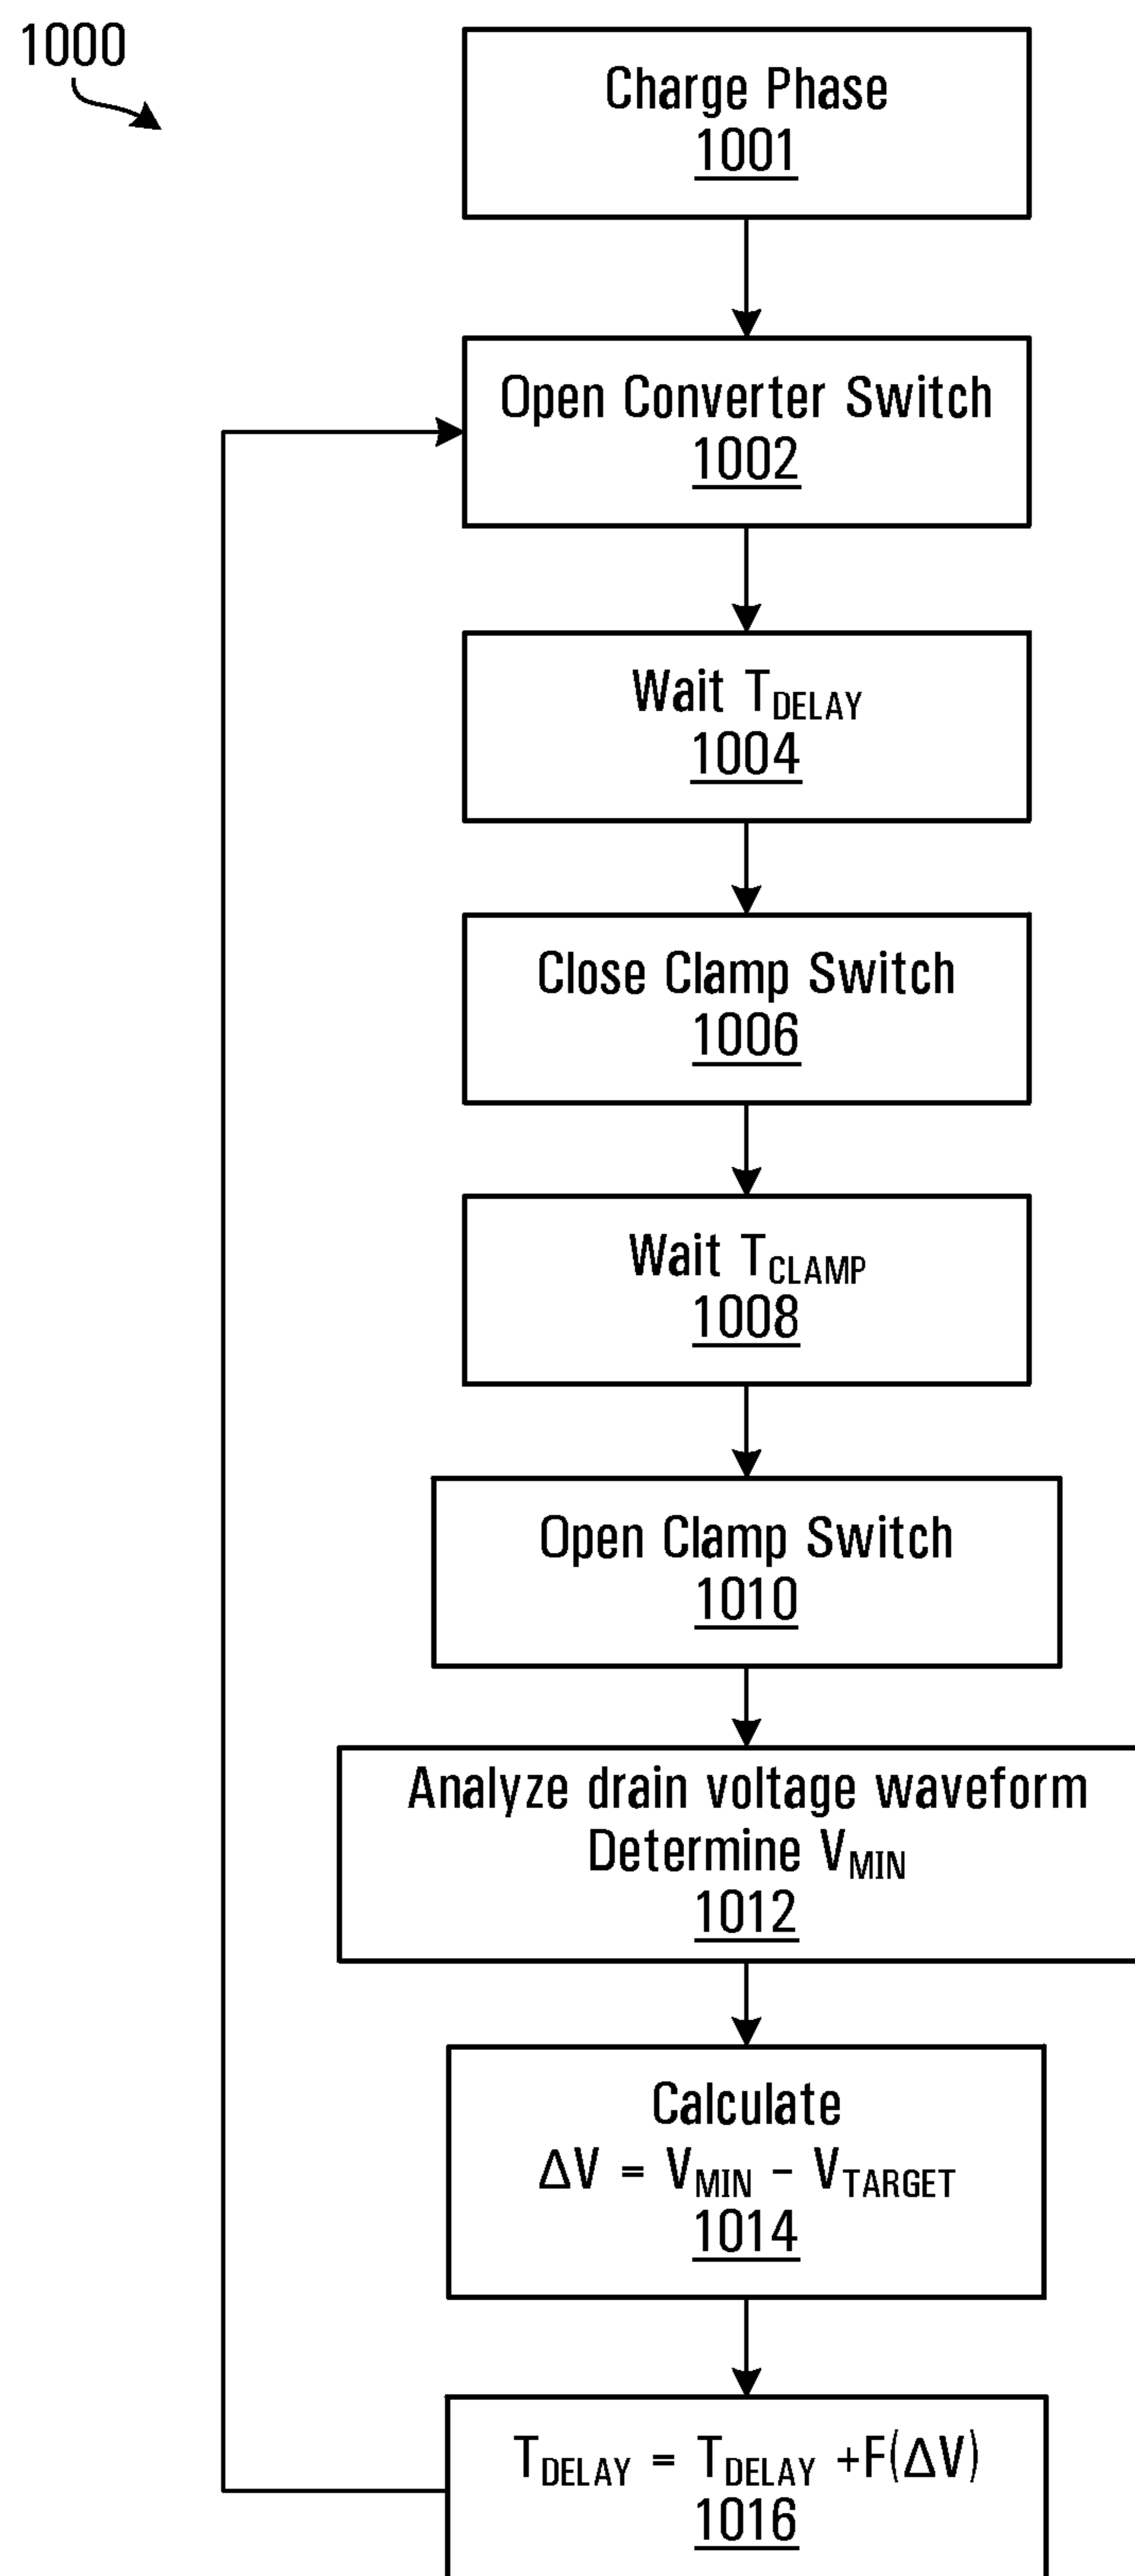 1000
Charge Phase
1001
Open Converter Switch
1002
Wait TDELAY
1004
Close Clamp Switch
1006
Wait TCLAMP
1008
Open Clamp Switch
1010
Analyze drain voltage waveform
Determine VMIN
1012
Calculate
ΔV = VMIN – VTARGET
1014
TDELAY = TDELAY +F(ΔV)
1016